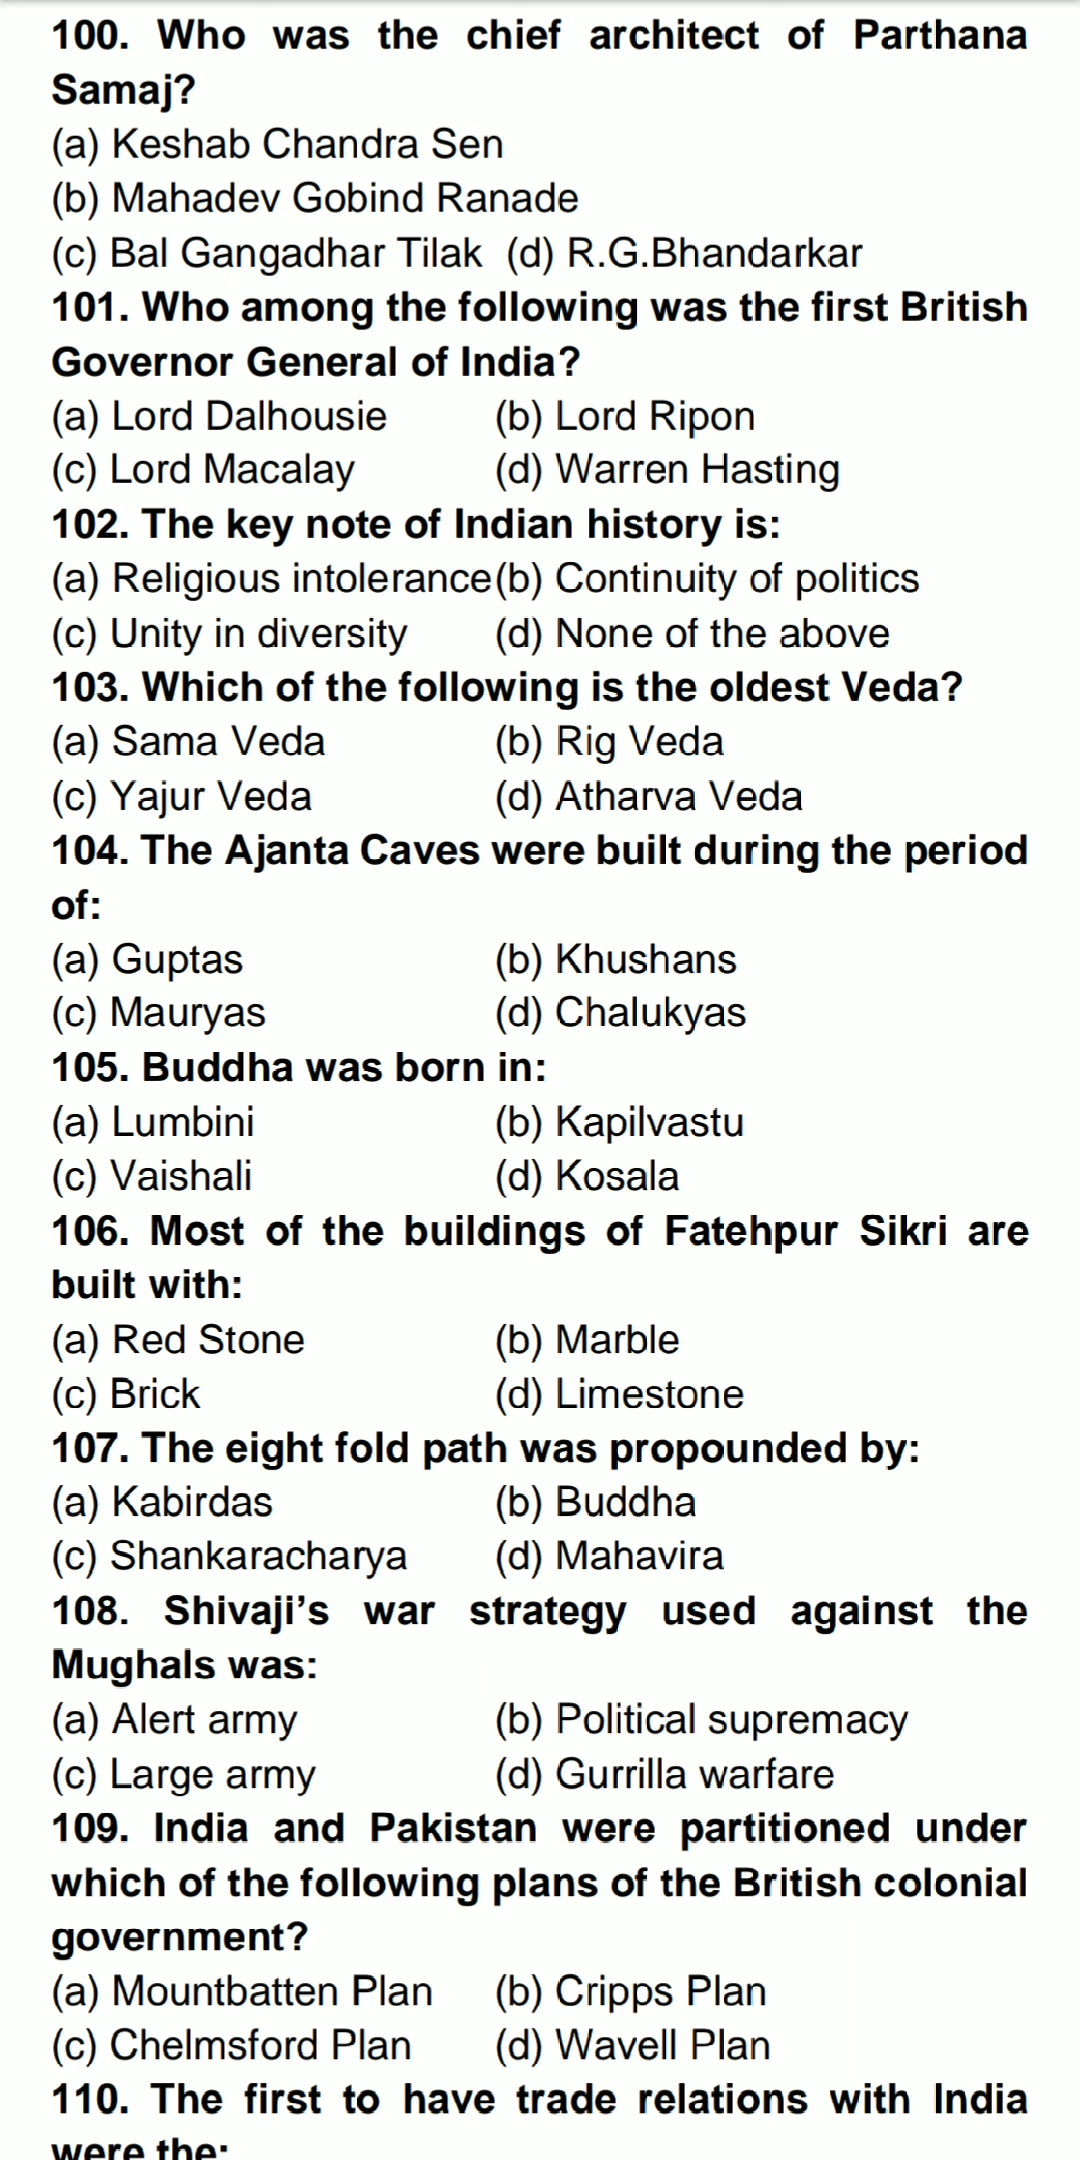 100. Who was the chief architect of Parthana
Samaj?
(a) Keshab Chandra Sen
(b) Mahadev Gobind Ranade
(c) Bal Gangadhar Tilak (d) R.G.Bhandarkar
101. Who among the following was the first British
Governor General of India?
(a) Lord Dalhousie (b) Lord Ripon
(c) Lord Macalay (d) Warren Hasting
102. The key note of Indian history is:
(a) Religious intolerance(b) Continuity of politics
(c) Unity in diversity (d) None of the above
103. Which of the following is the oldest Veda?
(a) Sama Veda (b) Rig Veda
(c) Yajur Veda (d) Atharva Veda
104. The Ajanta Caves were built during the period
of:
(a) Guptas (b) Khushans
(c) Mauryas (d) Chalukyas
105. Buddha was born in:
(a) Lumbini (b) Kapilvastu
(c) Vaishali (d) Kosala
106. Most of the buildings of Fatehpur Sikri are
built with:
(a) Red Stone (b) Marble
(c) Brick (d) Limestone
107. The eight fold path was propounded by:
(a) Kabirdas (b) Buddha
(c) Shankaracharya (d) Mahavira
108. Shivaji’s war strategy used against the
Mughals was:
(a) Alert army (b) Political supremacy
(c) Large army (d) Gurrilla warfare
109. India and Pakistan were partitioned under
which of the following plans of the British colonial
government?
(a) Mountbatten Plan (b) Cripps Plan
(c) Chelmsford Plan (d) Wavell Plan
110. The first to have trade relations with India
were the: